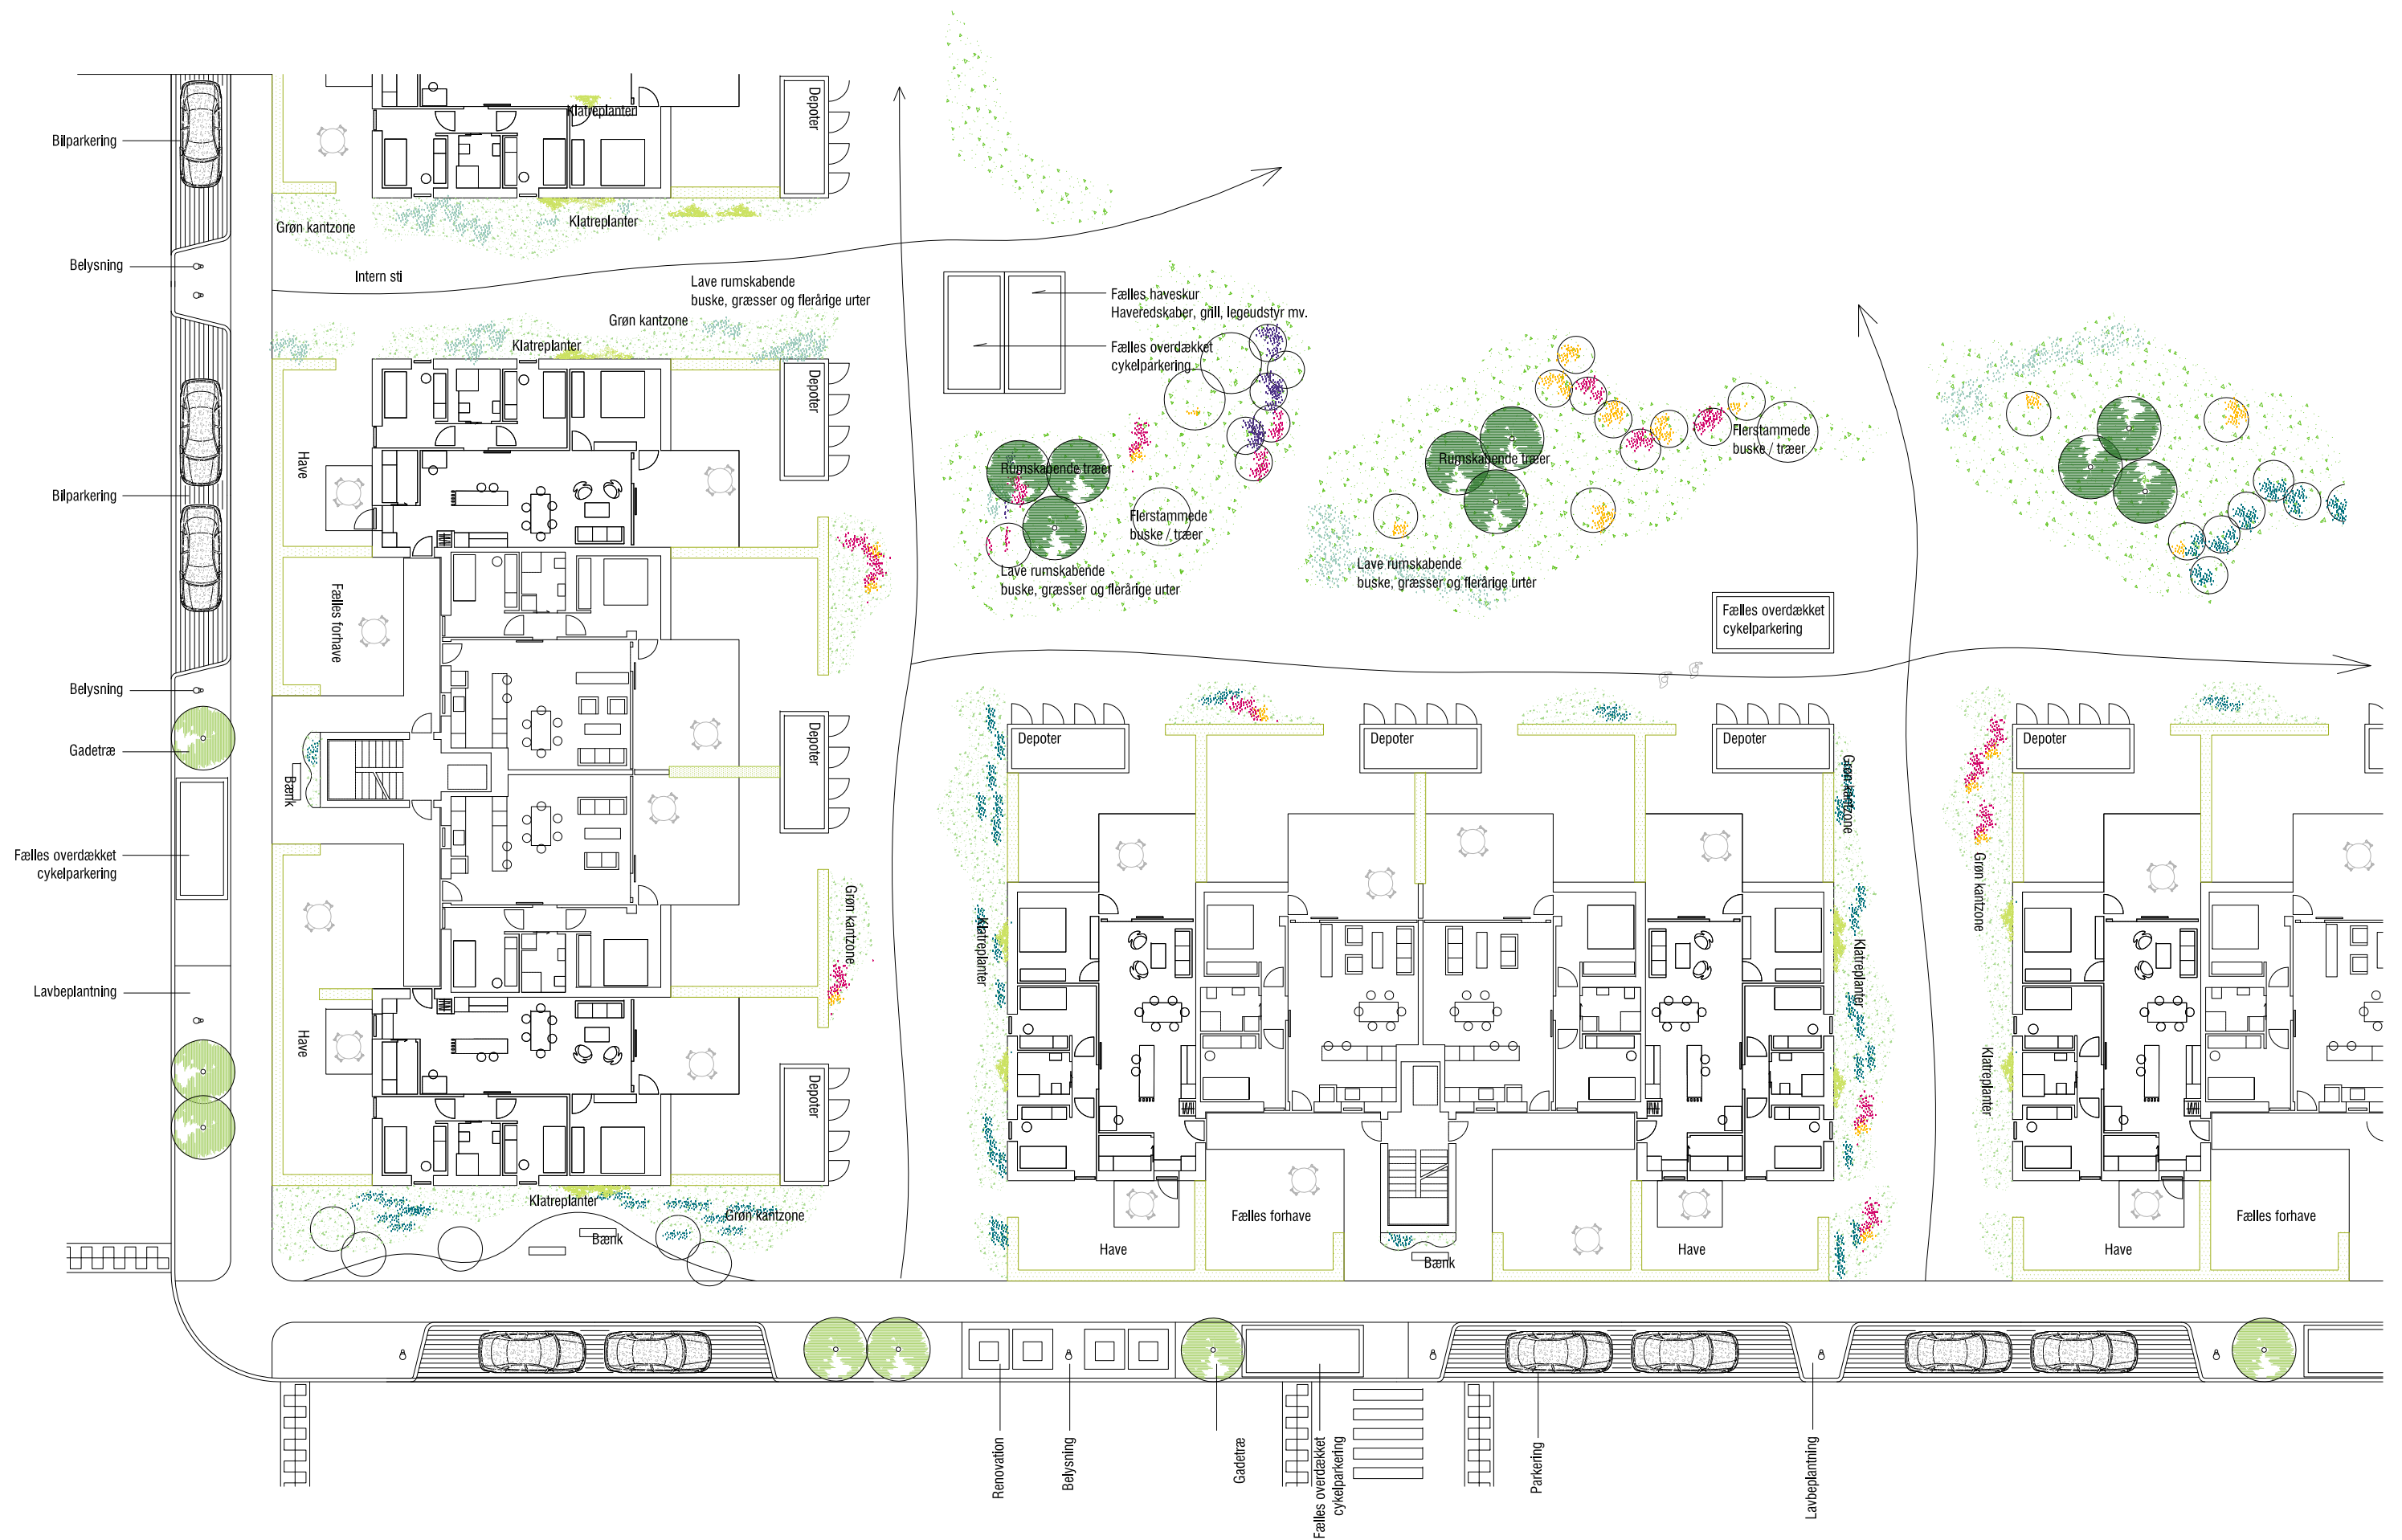 Klatreplanter
Depoter
Bilparkering
Grøn kantzone
Klatreplanter
Belysning
Intern sti
Lave rumskabende
buske, græsser og flerårige urter
Grøn kantzone
Klatreplanter
Fælles haveskur
Haveredskaber, grill, legeudstyr mv.
Fælles overdækket
cykelparkering
Depoter
Have
Bilparkering
Rumskabende træer
Flerstammede
buske / træer
Lave rumskabende
buske, græsser og flerårige urter
Rumskabende træer
Flerstammede
buske / træer
Lave rumskabende
buske, græsser og flerårige urter
Fælles overdækket
cykelparkering
Fælles forhave
Belysning
Gadetræ
Bænk
Depoter
Fælles overdækket
cykelparkering
Grøn kantzone
Lavbeplantning
Have
Depoter
Klatreplanter
Grøn kantzone
Bænk
Depoter
Depoter
Depoter
Grøn kantzone
Klatreplanter
Klatreplanter
Have
Fælles forhave
Bænk
Have
Depoter
Grøn kantzone
Klatreplanter
Have
Fælles forhave
Renovation
Belysning
Gadetræ
Fælles overdækket
cykelparkering
Parkering
Lavbeplantning